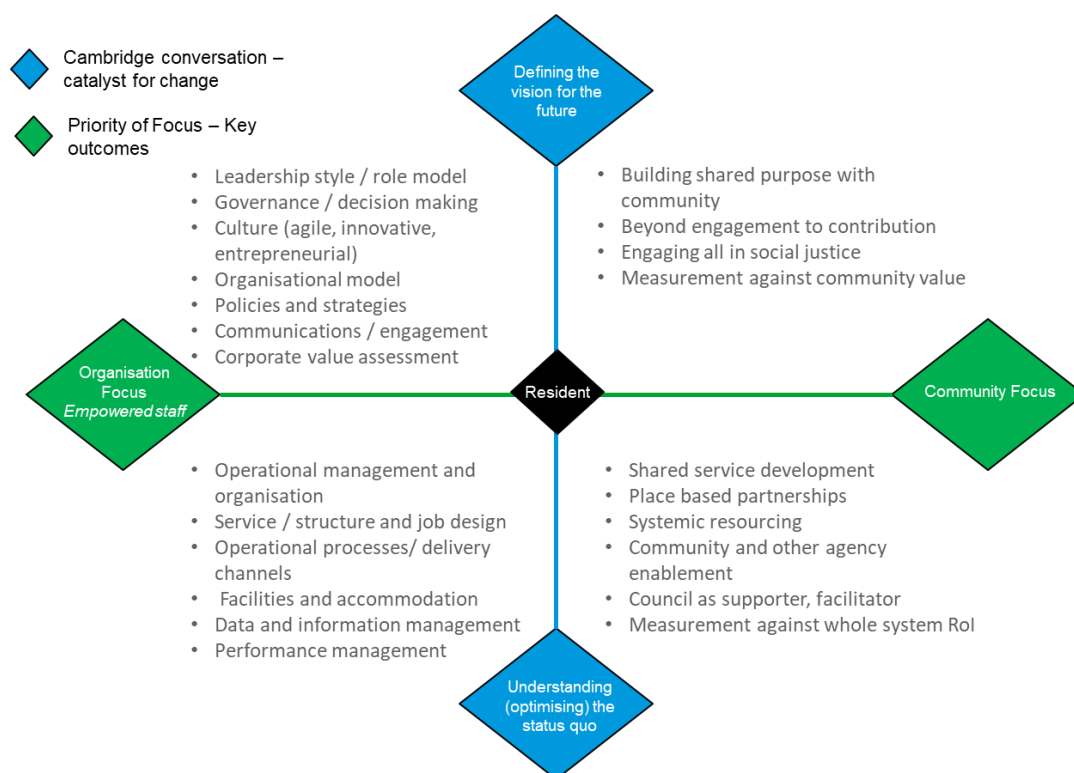 Cambridge conversation –
catalyst for change
Priority of Focus – Key
outcomes
Defining the
vision for the
future
• Leadership style / role model
• Governance / decision making
• Culture (agile, innovative,
entrepreneurial)
• Organisational model
• Policies and strategies
• Communications / engagement
• Corporate value assessment
• Building shared purpose with
community
• Beyond engagement to contribution
• Engaging all in social justice
• Measurement against community value
Organisation
Focus
Empowered staff
Resident
Community Focus
• Operational management and
organisation
• Service / structure and job design
• Operational processes/ delivery
channels
• Facilities and accommodation
• Data and information management
• Performance management
• Shared service development
• Place based partnerships
• Systemic resourcing
• Community and other agency
enablement
• Council as supporter, facilitator
• Measurement against whole system RoI
Understanding
(optimising) the
status quo